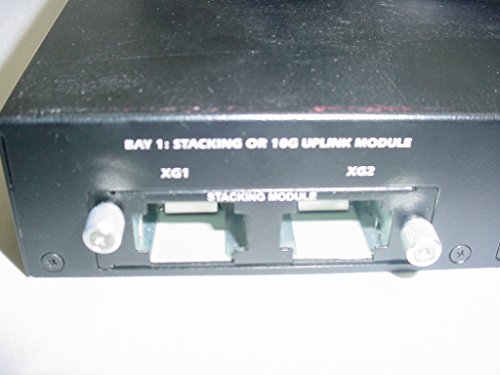 BAY 1: STACKING OR 10G UPLINK MODULE
XG1 XG2
STACKING MODULE